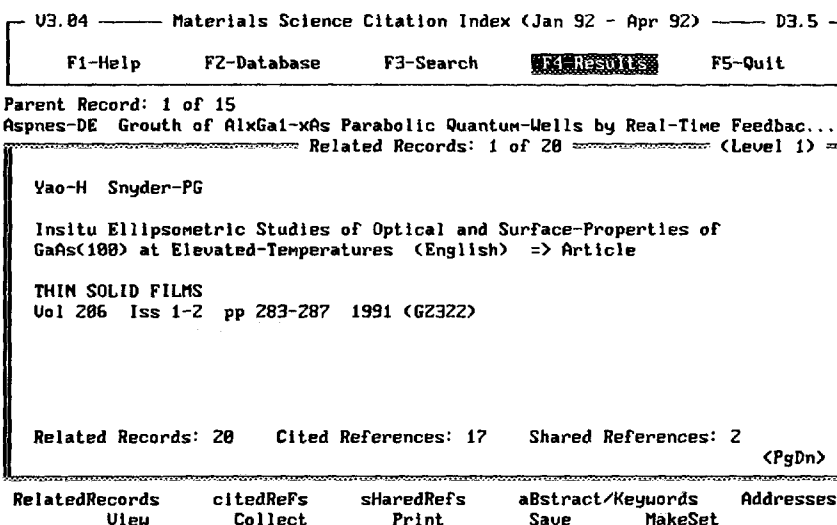 V3.04 Materials Science Citation Index (Jan 92 - Apr 92) D3.5
F1-Help F2-Database F3-Search F4-Results F5-Quit
Parent Record: 1 of 15
Aspnes-DE Growth of AlxGa1-xAs Parabolic Quantum-Wells by Real-Time Feedbac...
Related Records: 1 of 20 (Level 1)
Yao-H Snyder-PG
Insitu Ellipsometric Studies of Optical and Surface-Properties of
GaAs(100) at Elevated-Temperatures (English) => Article
THIN SOLID FILMS
Vol 206 Iss 1-2 pp 283-287 1991 (GZ322)
Related Records: 20 Cited References: 17 Shared References: 2
<PgDn>
RelatedRecords citedReFs sHaredRefs aBstract/Keywords Addresses
View Collect Print Save MakeSet